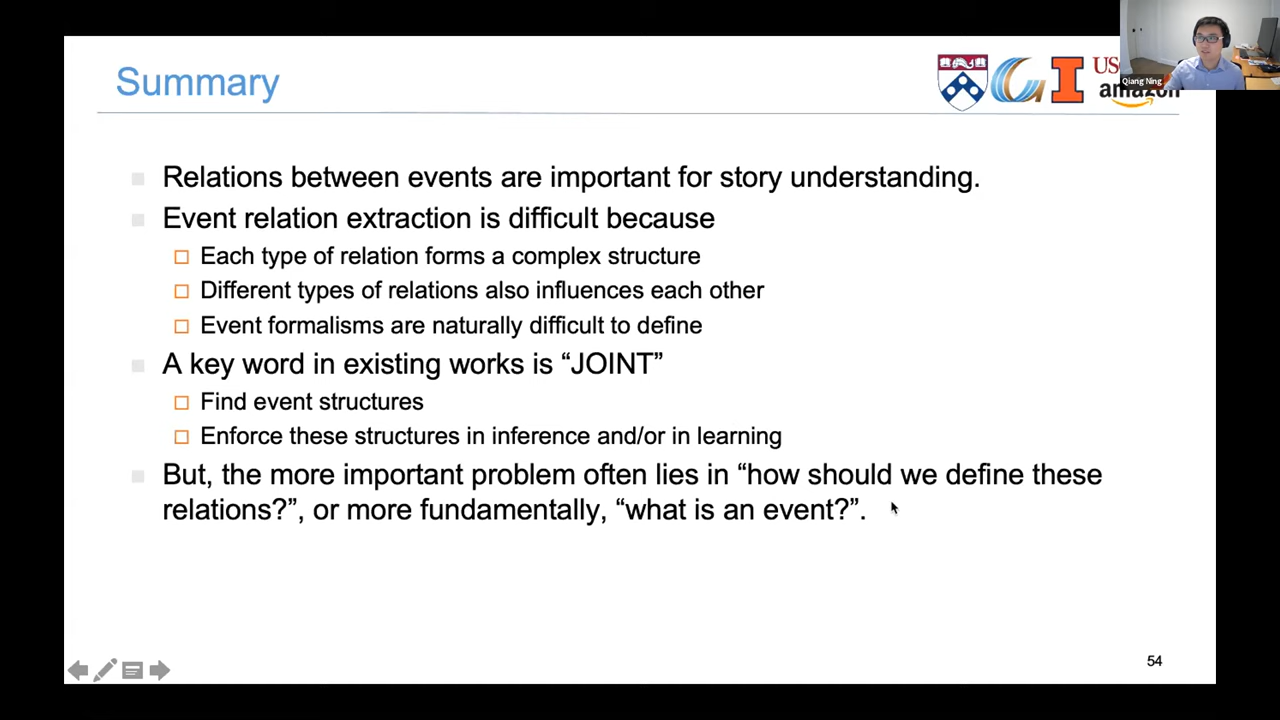 Summary
US
amazon
Qiang Ning
Relations between events are important for story understanding.
Event relation extraction is difficult because
Each type of relation forms a complex structure
Different types of relations also influences each other
Event formalisms are naturally difficult to define
A key word in existing works is “JOINT”
Find event structures
Enforce these structures in inference and/or in learning
But, the more important problem often lies in “how should we define these
relations?”, or more fundamentally, “what is an event?”.
54